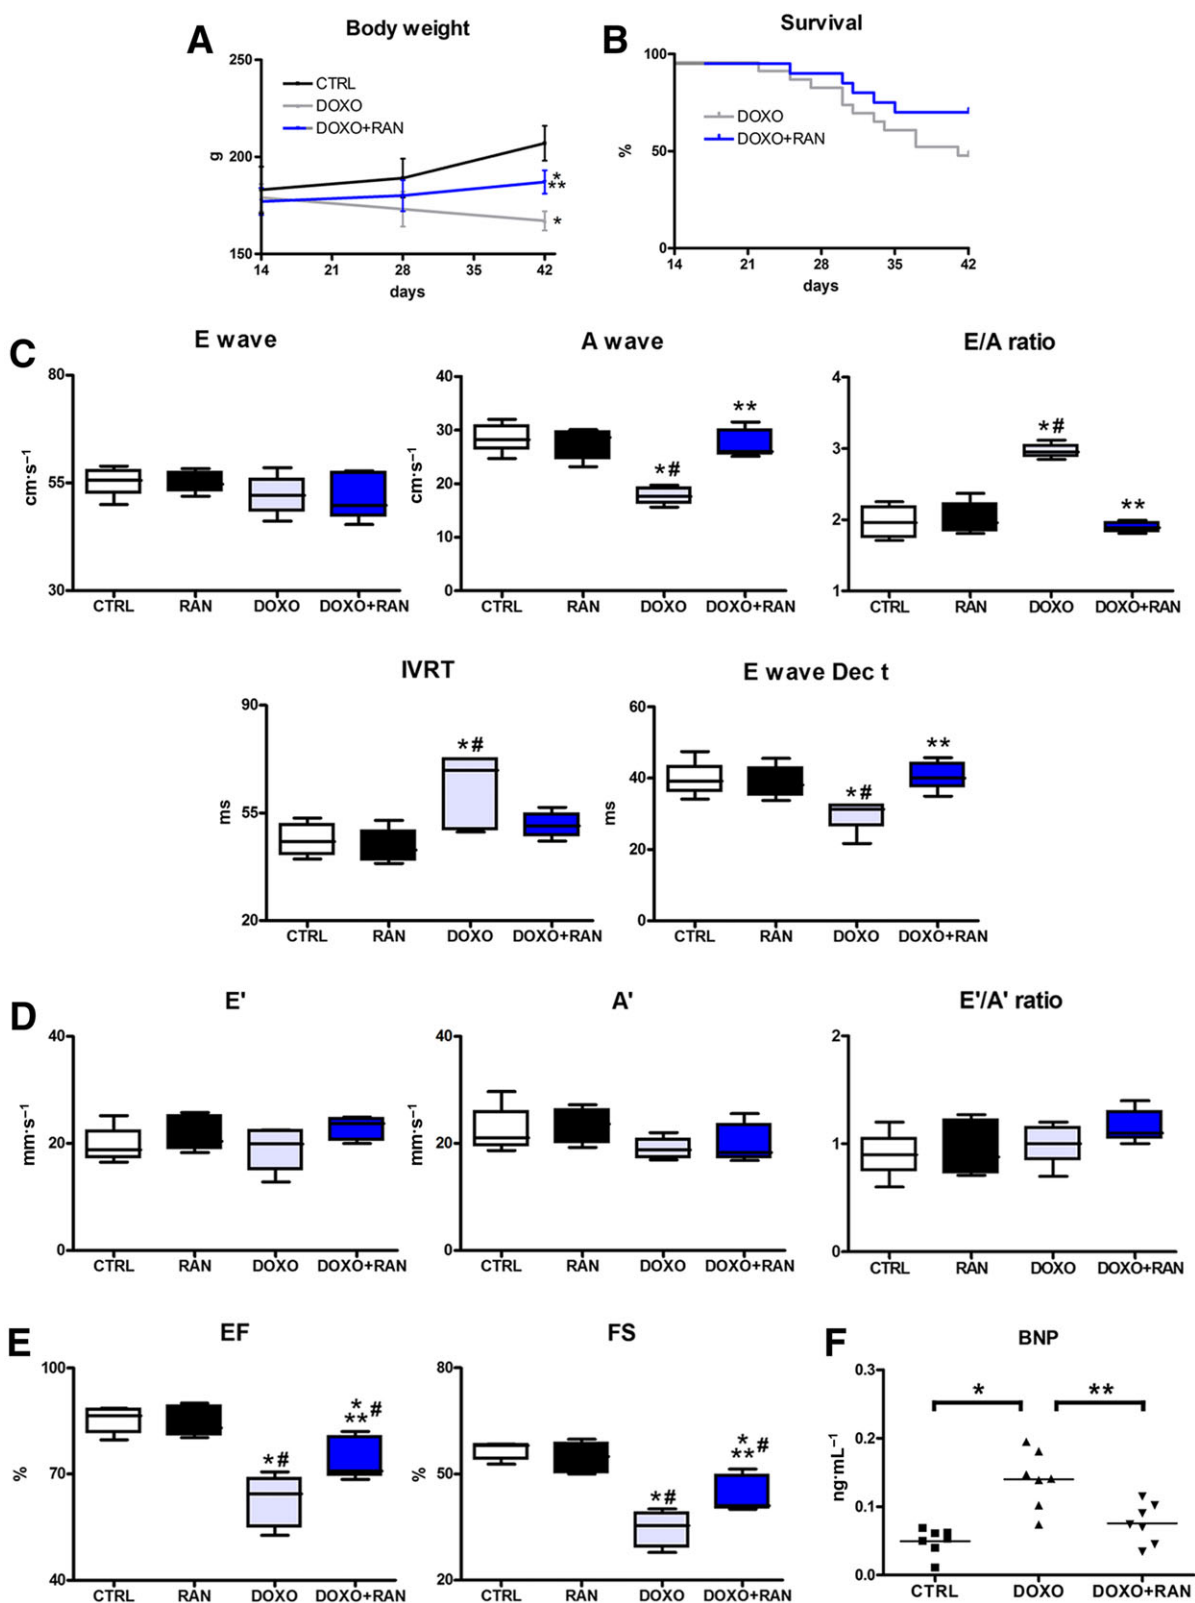 A
Body weight
250
200
150
g
CTRL
DOXO
DOXO+RAN
*
**
*
14 21 28 35 42
days
B
Survival
100
50
0
%
DOXO
DOXO+RAN
14 21 28 35 42
days
C
E wave
80
55
30
cm·s⁻¹
CTRL RAN DOXO DOXO+RAN
A wave
40
30
20
10
0
cm·s⁻¹
*#
**
CTRL RAN DOXO DOXO+RAN
E/A ratio
4
3
2
1
*#
**
CTRL RAN DOXO DOXO+RAN
IVRT
90
55
20
ms
*#
CTRL RAN DOXO DOXO+RAN
E wave Dec t
60
40
20
0
ms
*#
**
CTRL RAN DOXO DOXO+RAN
D
E'
40
20
0
mm·s⁻¹
CTRL RAN DOXO DOXO+RAN
A'
40
20
0
mm·s⁻¹
CTRL RAN DOXO DOXO+RAN
E'/A' ratio
2
1
0
CTRL RAN DOXO DOXO+RAN
E
EF
100
70
40
%
*#
*
**#
CTRL RAN DOXO DOXO+RAN
FS
80
50
20
%
*#
*
**#
CTRL RAN DOXO DOXO+RAN
F
BNP
0.3
0.2
0.1
0.0
ng·mL⁻¹
*
**
CTRL DOXO DOXO+RAN